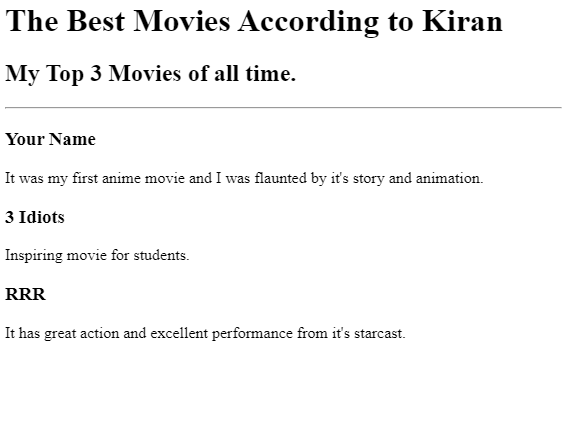 The Best Movies According to Kiran
My Top 3 Movies of all time.
Your Name
It was my first anime movie and I was flaunted by it's story and animation.
3 Idiots
Inspiring movie for students.
RRR
It has great action and excellent performance from it's starcast.